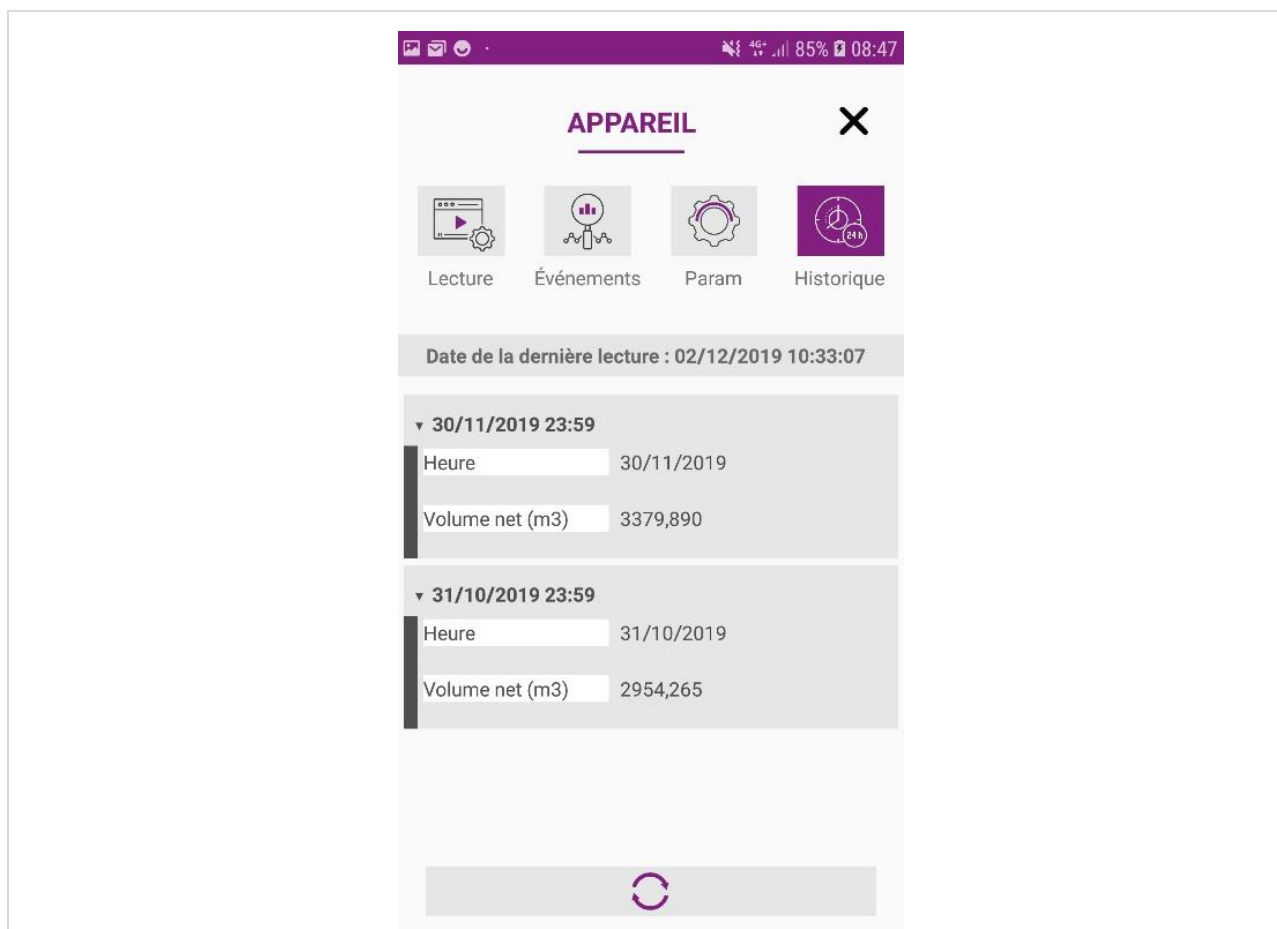 4G+ 85% 08:47
APPAREIL
24 h
Lecture Événements Param Historique
Date de la dernière lecture : 02/12/2019 10:33:07
30/11/2019 23:59
Heure 30/11/2019
Volume net (m3) 3379,890
31/10/2019 23:59
Heure 31/10/2019
Volume net (m3) 2954,265